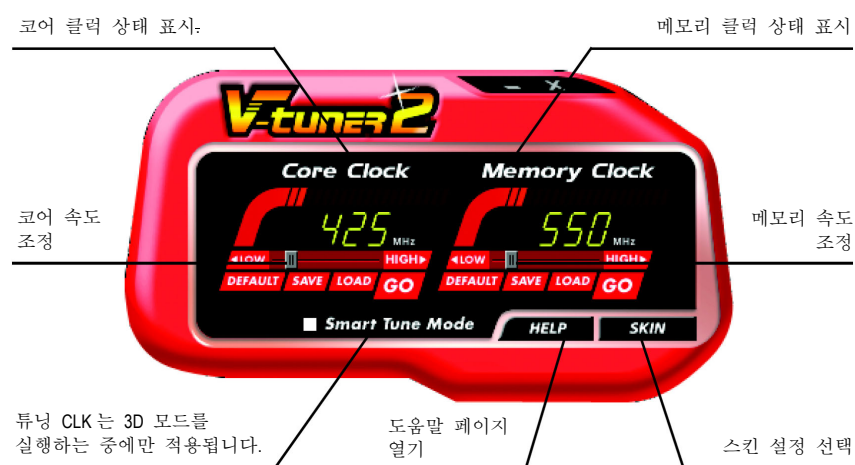 코어 클럭 상태 표시.
메모리 클럭 상태 표시
V-tuner 2
Core Clock
Memory Clock
코어 속도
조정
425 MHz
550 MHz
메모리 속도
조정
LOW HIGH
LOW HIGH
DEFAULT SAVE LOAD GO
DEFAULT SAVE LOAD GO
Smart Tune Mode
HELP
SKIN
튜닝 CLK 는 3D 모드를
실행하는 중에만 적용됩니다.
도움말 페이지
열기
스킨 설정 선택